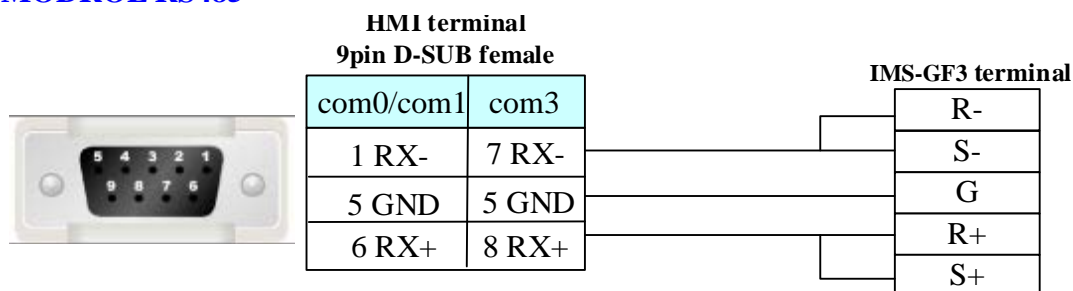 MODROL RS485
HMI terminal
9pin D-SUB female
IMS-GF3 terminal
com0/com1 com3
R-
1 RX- 7 RX-
S-
5 GND 5 GND
G
6 RX+ 8 RX+
R+
S+
5 4 3 2 1
9 8 7 6